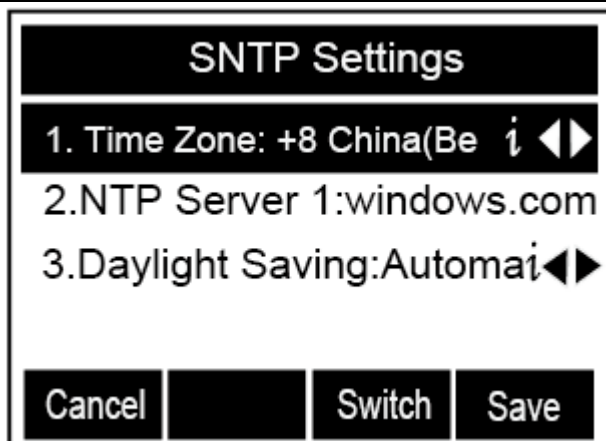 SNTP Settings
1. Time Zone: +8 China(Be i
2.NTP Server 1:windows.com
3.Daylight Saving:Automai
Cancel Switch Save